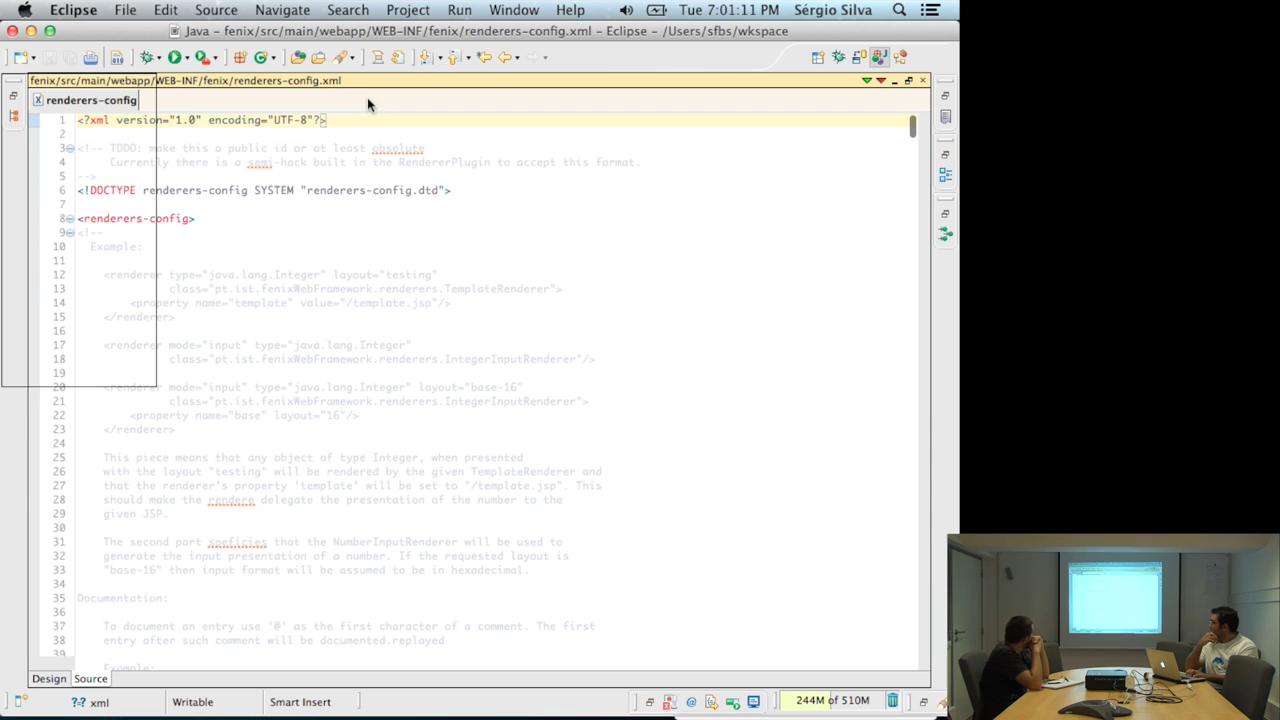 Eclipse File Edit Source Navigate Search Project Run Window Help Tue 7:01:11 PM Sérgio Silva
Java - fenix/src/main/webapp/WEB-INF/fenix/renderers-config.xml - Eclipse - /Users/sfbs/wkspace
fenix/src/main/webapp/WEB-INF/fenix/renderers-config.xml
renderers-config
1 <?xml version="1.0" encoding="UTF-8"?>
2
3 <!-- TODO: make this a public id or at least obsolute
4 Currently there is a semi-hack built in the RendererPlugin to accept this format.
5 -->
6 <!DOCTYPE renderers-config SYSTEM "renderers-config.dtd">
7
8 <renderers-config>
9 <!--
10 Example:
11
12 <renderer type="java.lang.Integer" layout="testing"
13 class="pt.ist.fenixWebFramework.renderers.TemplateRenderer">
14 <property name="template" value="/template.jsp"/>
15 </renderer>
16
17 <renderer mode="input" type="java.lang.Integer"
18 class="pt.ist.fenixWebFramework.renderers.IntegerInputRenderer"/>
19
20 <renderer mode="input" type="java.lang.Integer" layout="base-16"
21 class="pt.ist.fenixWebFramework.renderers.IntegerInputRenderer">
22 <property name="base" layout="16"/>
23 </renderer>
24
25 This piece means that any object of type Integer, when presented
26 with the layout "testing" will be rendered by the given TemplateRenderer and
27 that the renderer's property 'template' will be set to "/template.jsp". This
28 should make the rendere delegate the presentation of the number to the
29 given JSP.
30
31 The second part speficies that the NumberInputRenderer will be used to
32 generate the input presentation of a number. If the requested layout is
33 "base-16" then input format will be assumed to be in hexadecimal.
34
35 Documentation:
36
37 To document an entry use '@' as the first character of a comment. The first
38 entry after such comment will be documented.replayed
39
Example:
Design Source
xml Writable Smart Insert 244M of 510M